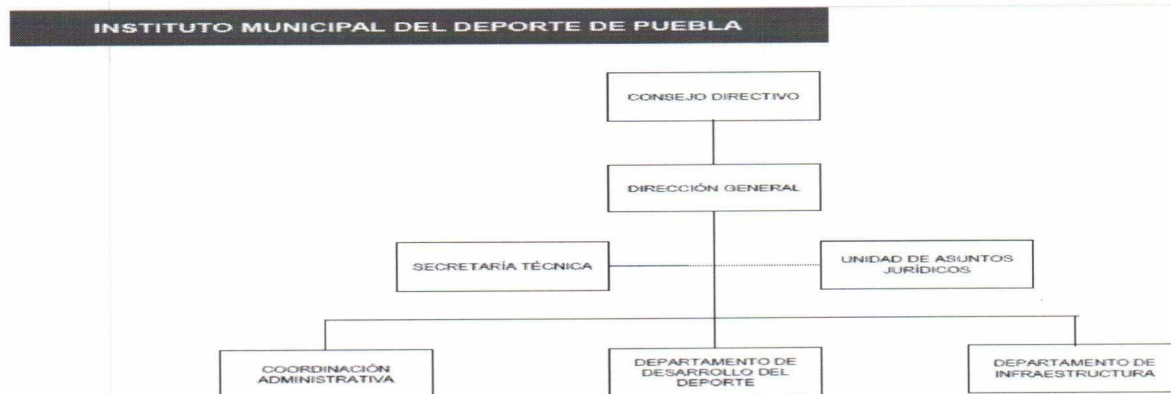 INSTITUTO MUNICIPAL DEL DEPORTE DE PUEBLA
CONSEJO DIRECTIVO
DIRECCIÓN GENERAL
SECRETARÍA TÉCNICA
UNIDAD DE ASUNTOS
JURÍDICOS
COORDINACIÓN
ADMINISTRATIVA
DEPARTAMENTO DE
DESARROLLO DEL
DEPORTE
DEPARTAMENTO DE
INFRAESTRUCTURA